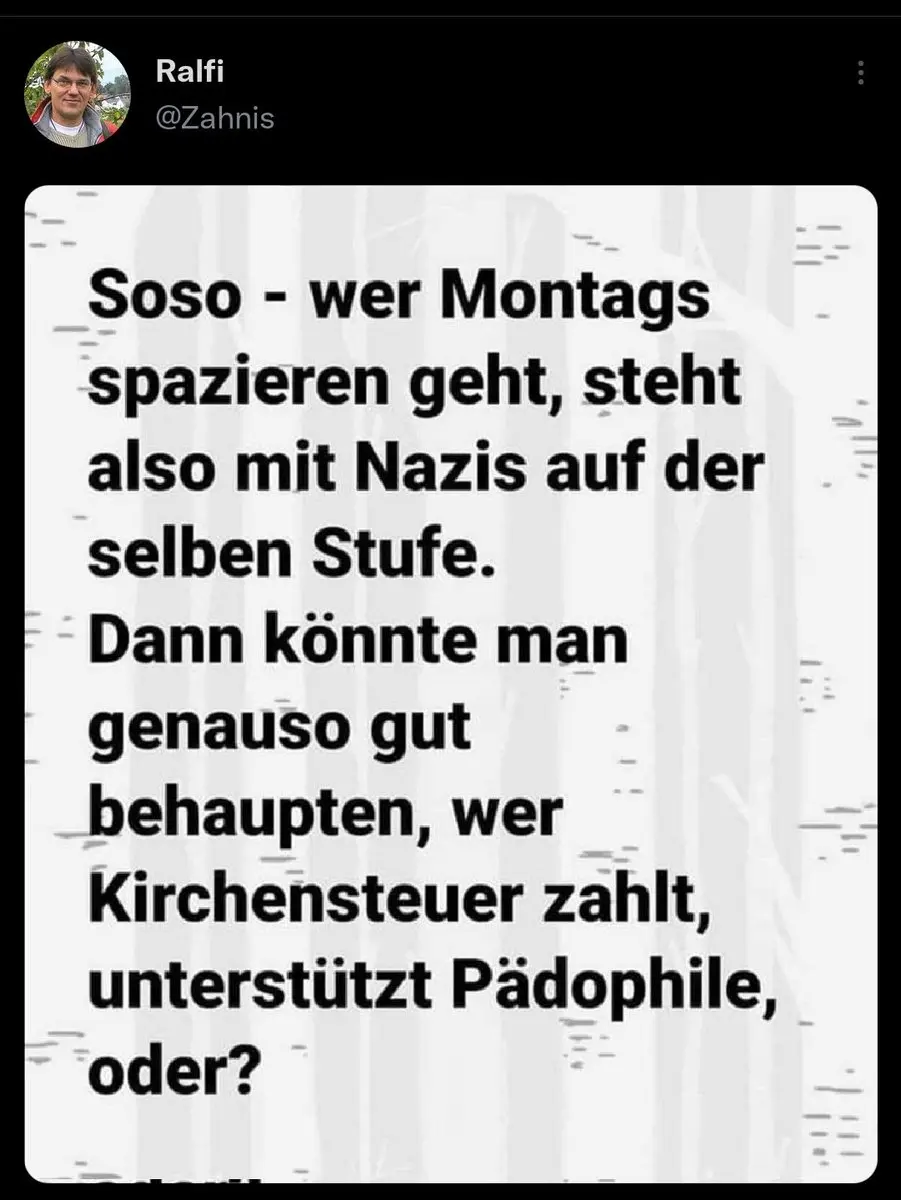 Ralfi
@Zahnis
Soso - wer Montags
spazieren geht, steht
also mit Nazis auf der
selben Stufe.
Dann könnte man
genauso gut
behaupten, wer
Kirchensteuer zahlt,
unterstützt Pädophile,
oder?